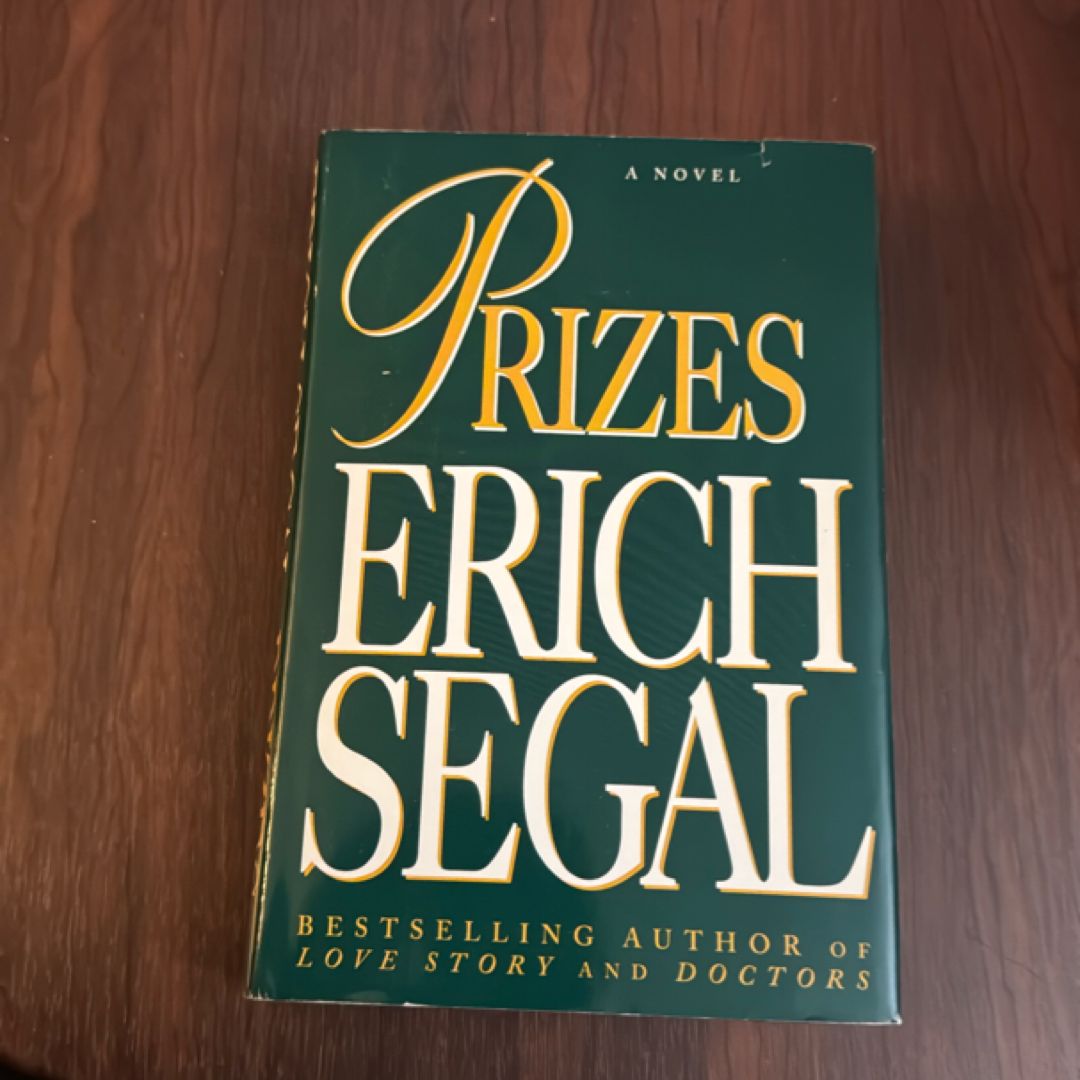 A NOVEL
PRIZES
ERICH
SEGAL
BESTSELLING AUTHOR OF
LOVE STORY AND DOCTORS